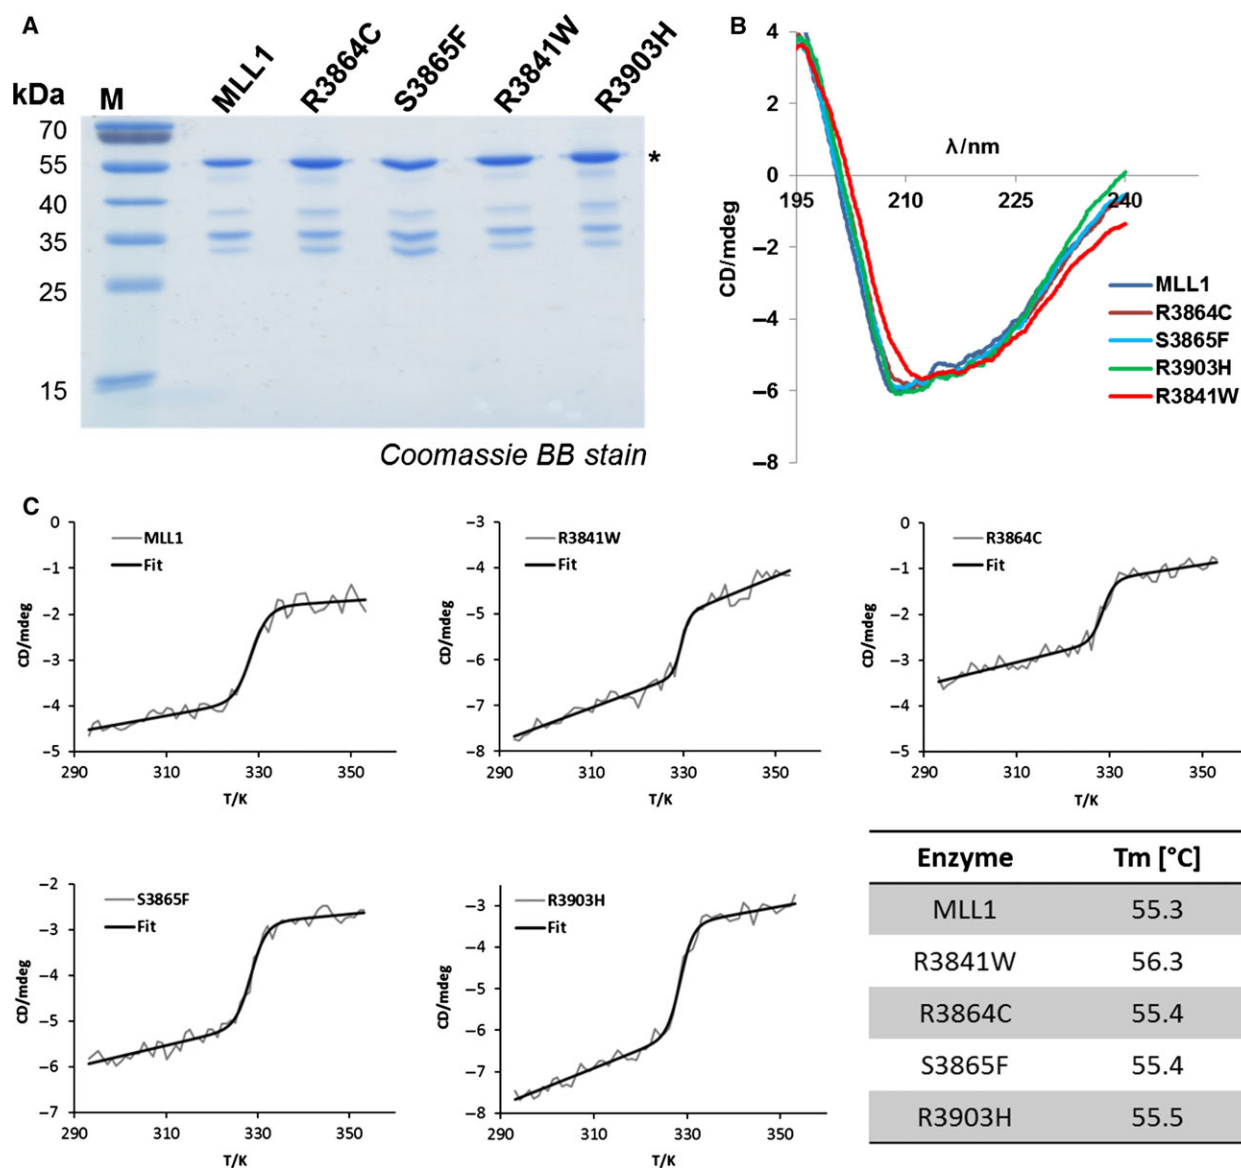 A
kDa M MLL1 R3864C S3865F R3841W R3903H
70
55
40
35
25
15
*
Coomassie BB stain
B
4
2
0
−2
−4
−6
−8
CD/mdeg
λ/nm
195 210 225 240
MLL1
R3864C
S3865F
R3903H
R3841W
C
0
−1
−2
−3
−4
−5
CD/mdeg
MLL1
Fit
290 310 330 350
T/K
−3
−4
−5
−6
−7
−8
CD/mdeg
R3841W
Fit
290 310 330 350
T/K
0
−1
−2
−3
−4
−5
CD/mdeg
R3864C
Fit
290 310 330 350
T/K
−2
−3
−4
−5
−6
−7
CD/mdeg
S3865F
Fit
290 310 330 350
T/K
−3
−4
−5
−6
−7
−8
CD/mdeg
R3903H
Fit
290 310 330 350
T/K
Enzyme Tm [°C]
MLL1 55.3
R3841W 56.3
R3864C 55.4
S3865F 55.4
R3903H 55.5